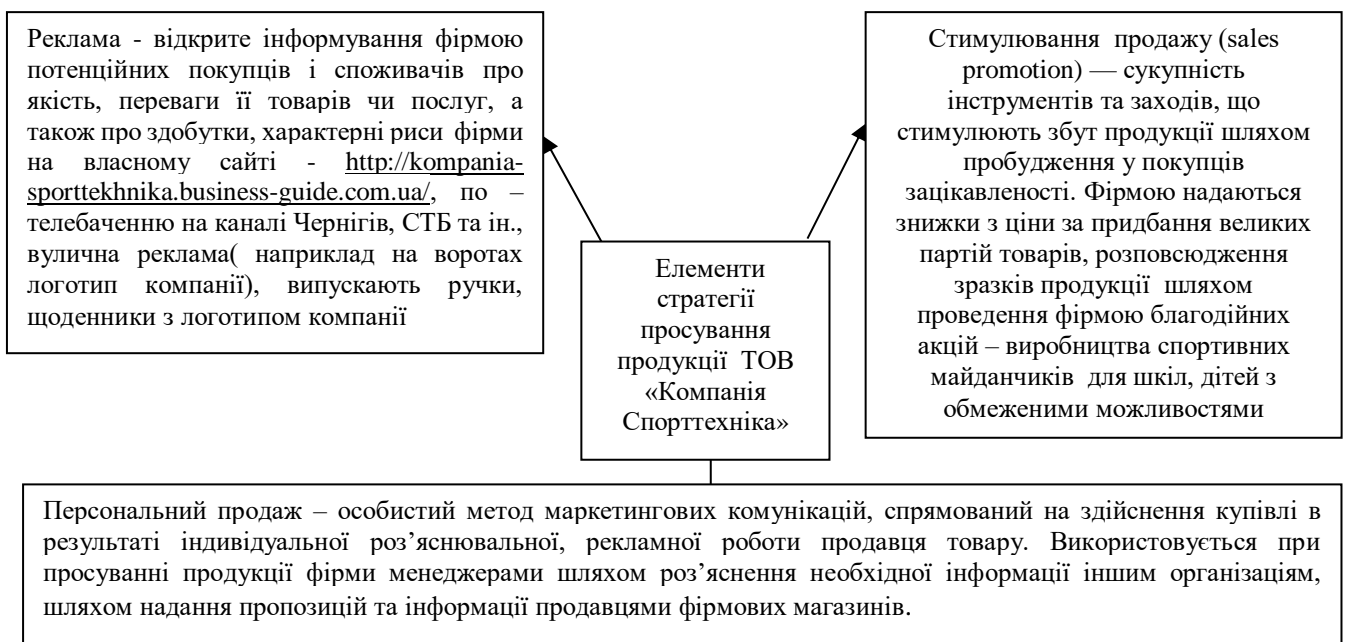 Реклама - відкрите інформування фірмою
потенційних покупців і споживачів про
якість, переваги її товарів чи послуг, а
також про здобутки, характерні риси фірми
на власному сайті - http://kompania-
sporttekhnika.business-guide.com.ua/, по –
телебаченню на каналі Чернігів, СТБ та ін.,
вулична реклама( наприклад на воротах
логотип компанії), випускають ручки,
щоденники з логотипом компанії
Стимулювання продажу (sales
promotion) — сукупність
інструментів та заходів, що
стимулюють збут продукції шляхом
пробудження у покупців
зацікавленості. Фірмою надаються
знижки з ціни за придбання великих
партій товарів, розповсюдження
зразків продукції шляхом
проведення фірмою благодійних
акцій – виробництва спортивних
майданчиків для шкіл, дітей з
обмеженими можливостями
Елементи
стратегії
просування
продукції ТОВ
«Компанія
Спорттехніка»
Персональний продаж – особистий метод маркетингових комунікацій, спрямований на здійснення купівлі в
результаті індивідуальної роз’яснювальної, рекламної роботи продавця товару. Використовується при
просуванні продукції фірми менеджерами шляхом роз’яснення необхідної інформації іншим організаціям,
шляхом надання пропозицій та інформації продавцями фірмових магазинів.